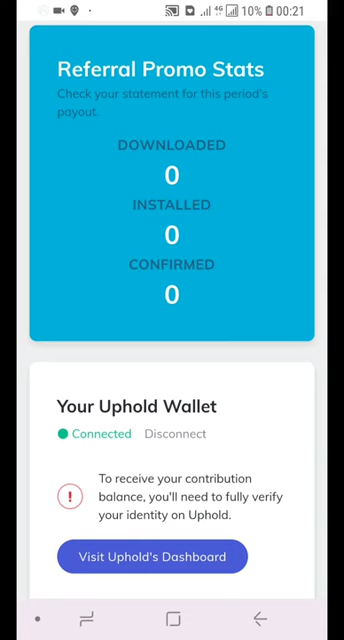 4G 10% 00:21
Referral Promo Stats
Check your statement for this period's
payout.
DOWNLOADED
0
INSTALLED
0
CONFIRMED
0
Your Uphold Wallet
Connected Disconnect
To receive your contribution
! balance, you'll need to fully verify
your identity on Uphold.
Visit Uphold's Dashboard